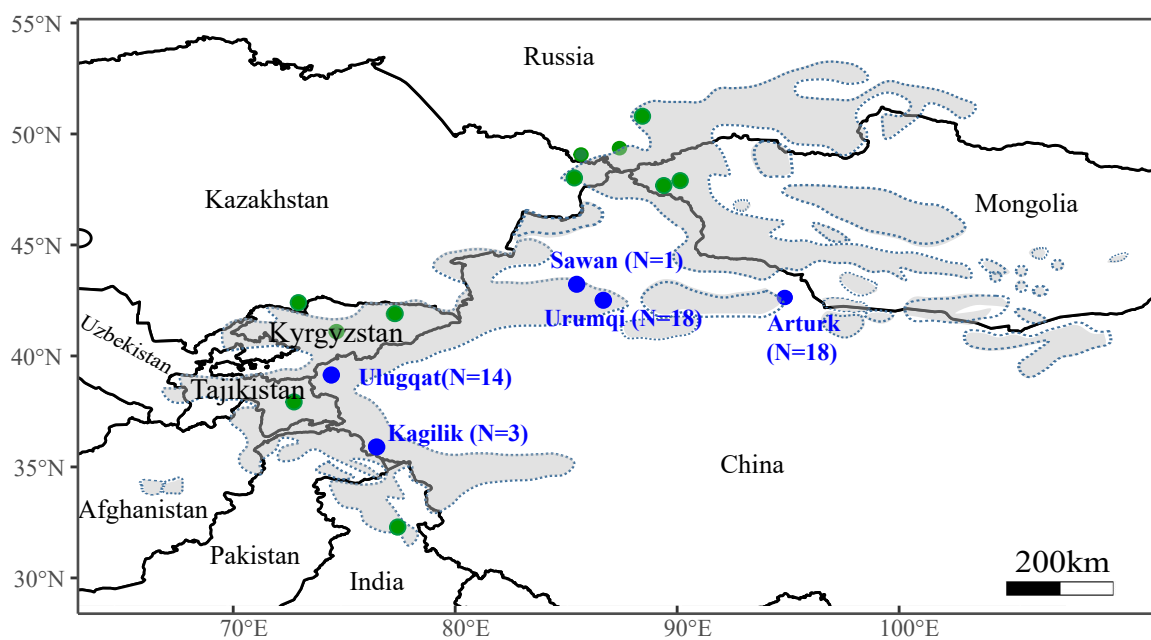 55°N
Russia
50°N
Kazakhstan
Mongolia
45°N
Sawan (N=1)
Urumqi (N=18)
Arturk
(N=18)
Uzbekistan
Kyrgyzstan
40°N
Tajikistan
Ulugqat(N=14)
Kagilik (N=3)
35°N
China
Afghanistan
Pakistan
India
200km
30°N
70°E
80°E
90°E
100°E